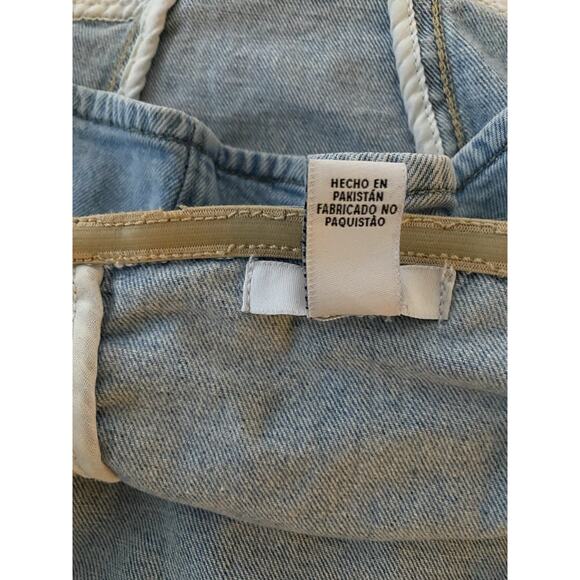 HECHO EN
PAKISTÁN
FABRICADO NO
PAQUISTÃO